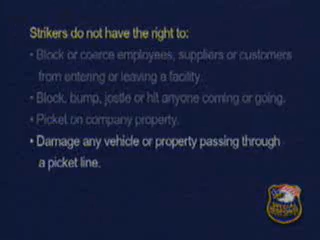 Strikers do not have the right to:
• Block or coerce employees, suppliers or customers
from entering or leaving a facility.
• Block, bump, jostle or hit anyone coming or going.
• Picket on company property.
• Damage any vehicle or property passing through
a picket line.